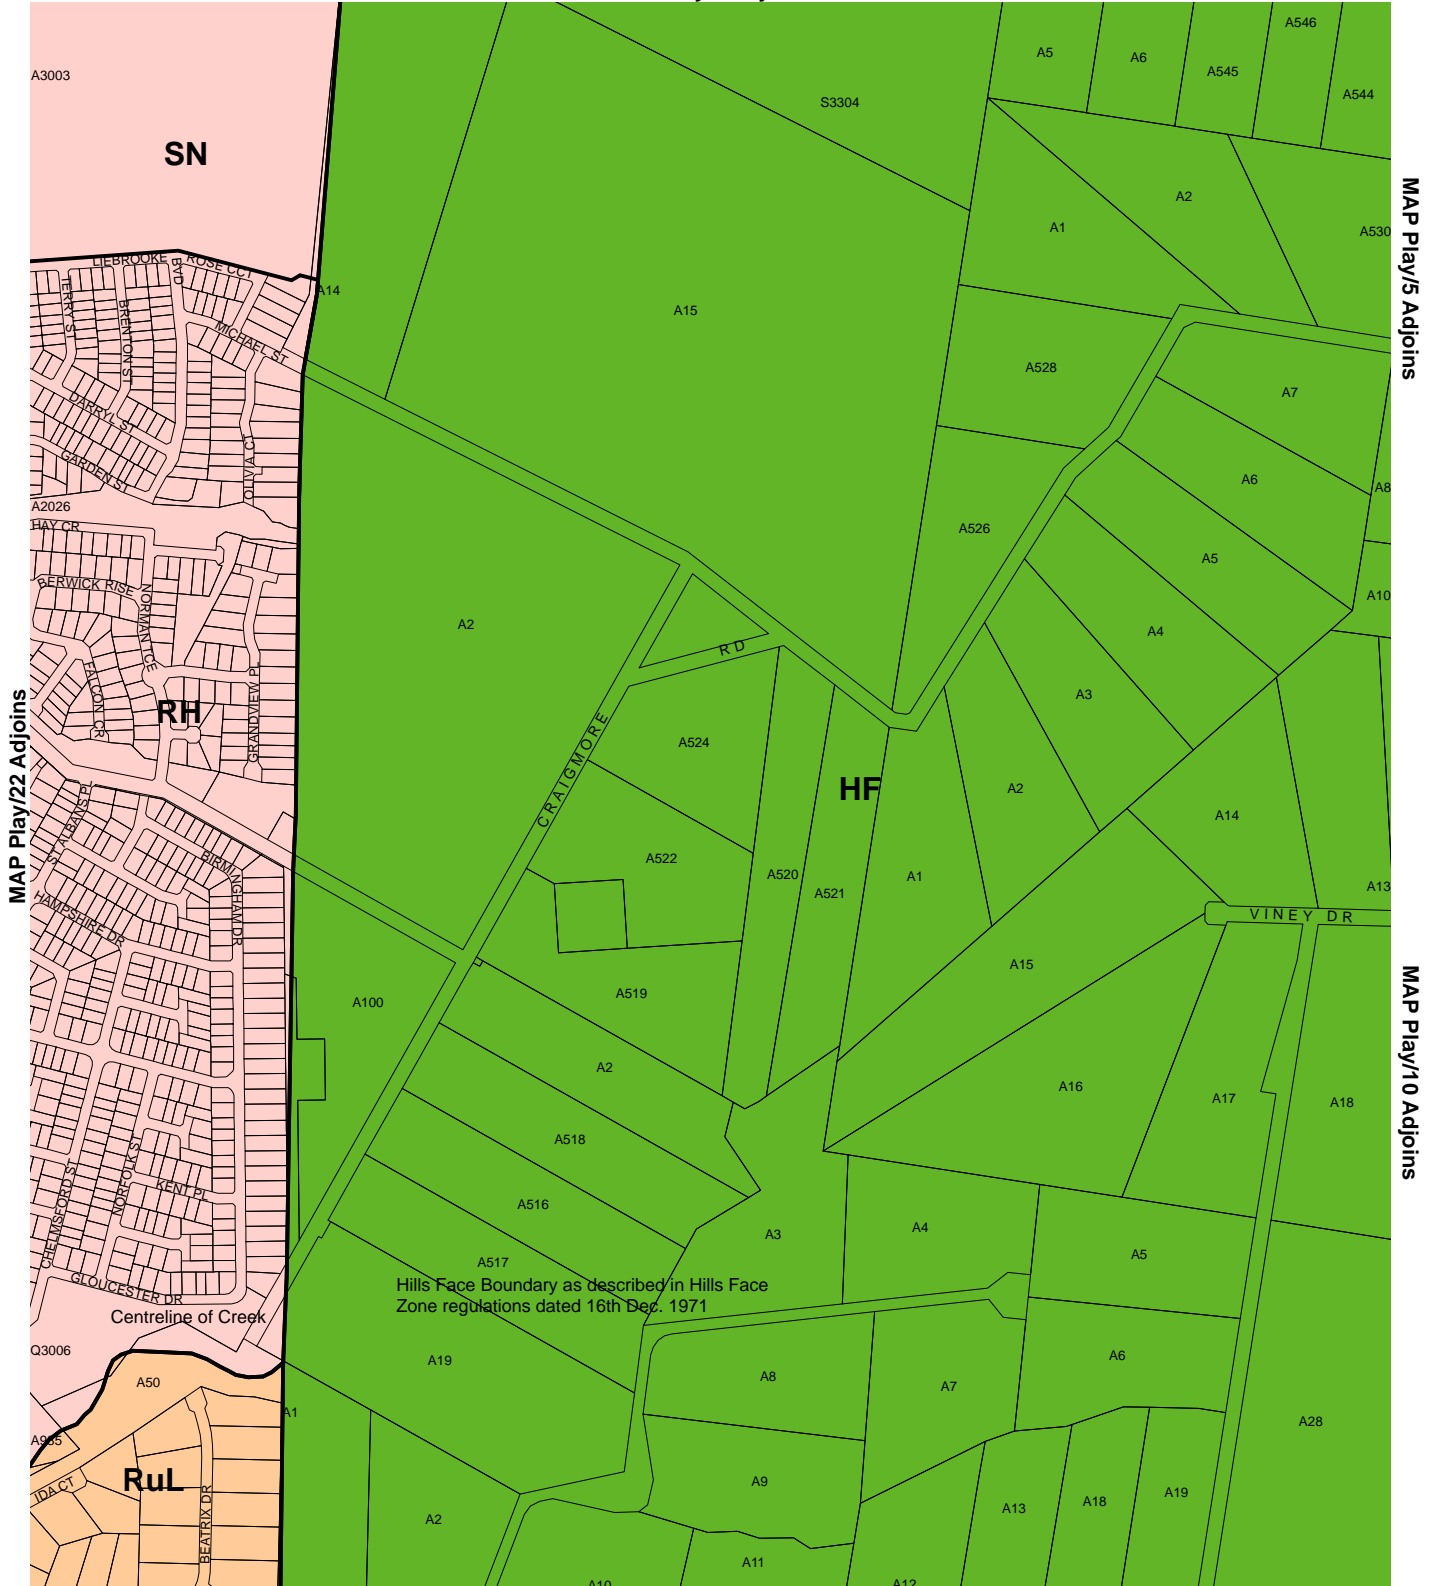 A546
A5
A6
A545
A544
A3003
S3304
SN
A2
A1
A530
LIEBROOKE
BVD
ROSE CCT
A14
A15
TERRY ST
BRENTON ST
MICHAEL ST
A528
A7
DARRYL ST
OLIVIA CT
GARDEN ST
A6
A8
A2026
HAY CR
A526
A5
BERWICK RISE
NORMAN TCE
A10
A2
A4
RD
FALCON CR
GRANDVIEW PL
A3
RH
A524
CRAIGMORE
HF
A2
ST ALBANS PL
A14
BIRMINGHAM DR
A522
A520
A521
A1
A13
HAMPSHIRE DR
VINEY DR
A15
A100
A519
A2
A16
A17
A18
A518
NORFOLK ST
KENT PL
CHELMSFORD ST
A516
A3
A4
A5
A517
GLOUCESTER DR
Hills Face Boundary as described in Hills Face
Zone regulations dated 16th Dec. 1971
Centreline of Creek
Q3006
A19
A6
A50
A8
A7
A1
A28
A985
RuL
IDA CT
BEATRIX DR
A9
A2
A13
A18
A19
A11
A10
A12
MAP Play/22 Adjoins
MAP Play/5 Adjoins
MAP Play/10 Adjoins